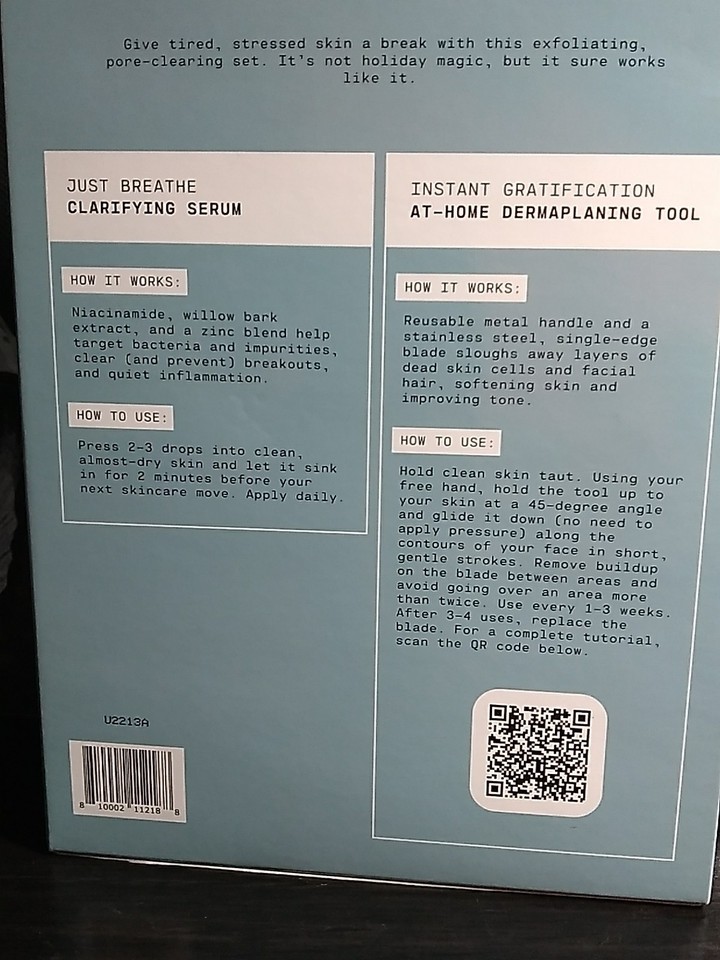 Give tired, stressed skin a break with this exfoliating,
pore-clearing set. It's not holiday magic, but it sure works
like it.
JUST BREATHE
CLARIFYING SERUM
HOW IT WORKS:
Niacinamide, willow bark
extract, and a zinc blend help
target bacteria and impurities,
clear (and prevent) breakouts,
and quiet inflammation.
HOW TO USE:
Press 2-3 drops into clean,
almost-dry skin and let it sink
in for 2 minutes before your
next skincare move. Apply daily.
INSTANT GRATIFICATION
AT-HOME DERMAPLANING TOOL
HOW IT WORKS:
Reusable metal handle and a
stainless steel, single-edge
blade sloughs away layers of
dead skin cells and facial
hair, softening skin and
improving tone.
HOW TO USE:
Hold clean skin taut. Using your
free hand, hold the tool up to
your skin at a 45-degree angle
and glide it down (no need to
apply pressure) along the
contours of your face in short,
gentle strokes. Remove buildup
on the blade between areas and
avoid going over an area more
than twice. Use every 1-3 weeks.
After 3-4 uses, replace the
blade. For a complete tutorial,
scan the QR code below.
U2213A
8 10002 11218 8